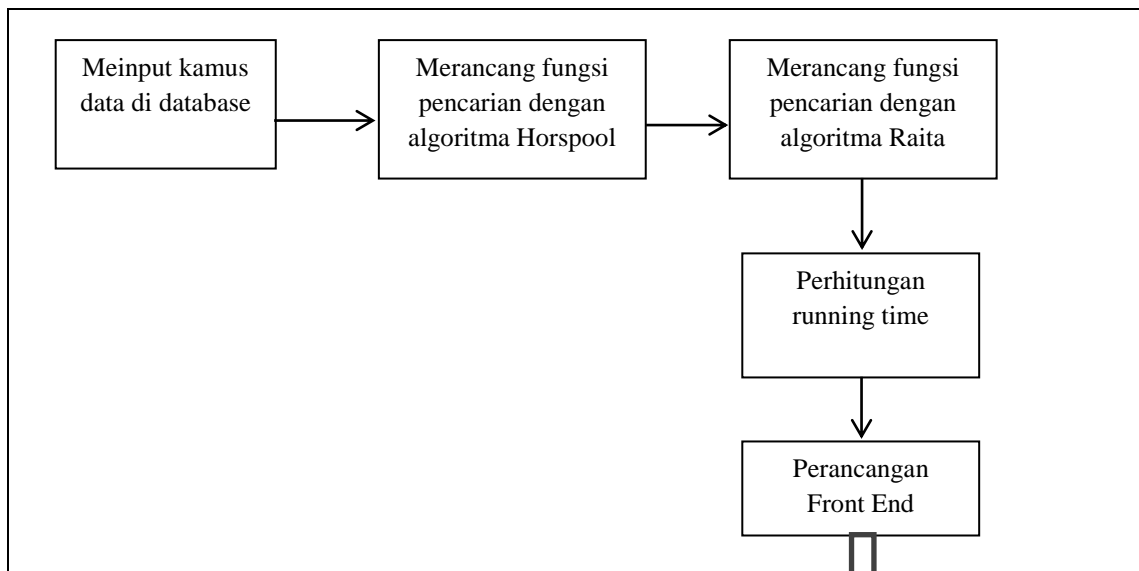 Meinput kamus
data di database
Merancang fungsi
pencarian dengan
algoritma Horspool
Merancang fungsi
pencarian dengan
algoritma Raita
Perhitungan
running time
Perancangan
Front End